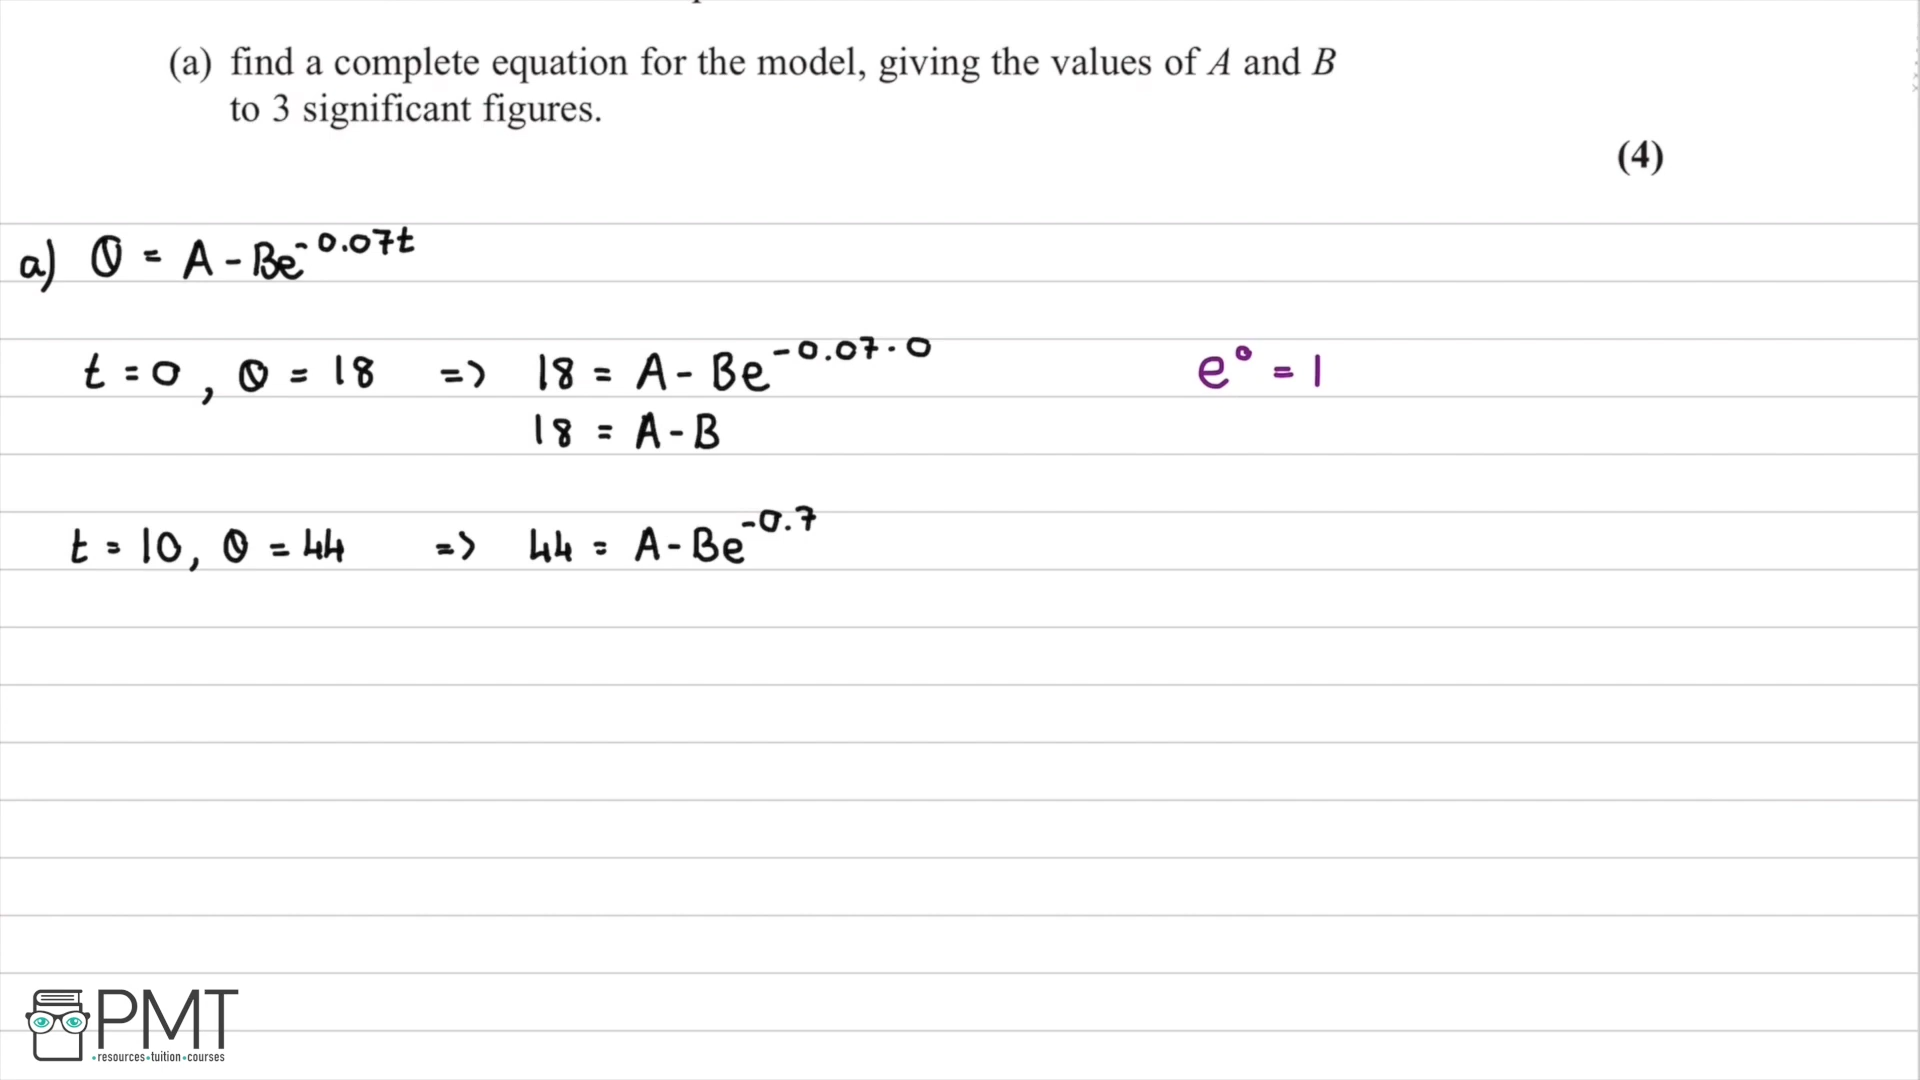 (a) find a complete equation for the model, giving the values of A and B
to 3 significant figures.
(4)
a) θ = A - Be^-0.07t
t = 0, θ = 18 => 18 = A - Be^-0.07·0 e^0 = 1
18 = A - B
t = 10, θ = 44 => 44 = A - Be^-0.7
PMT
•resources•tuition•courses